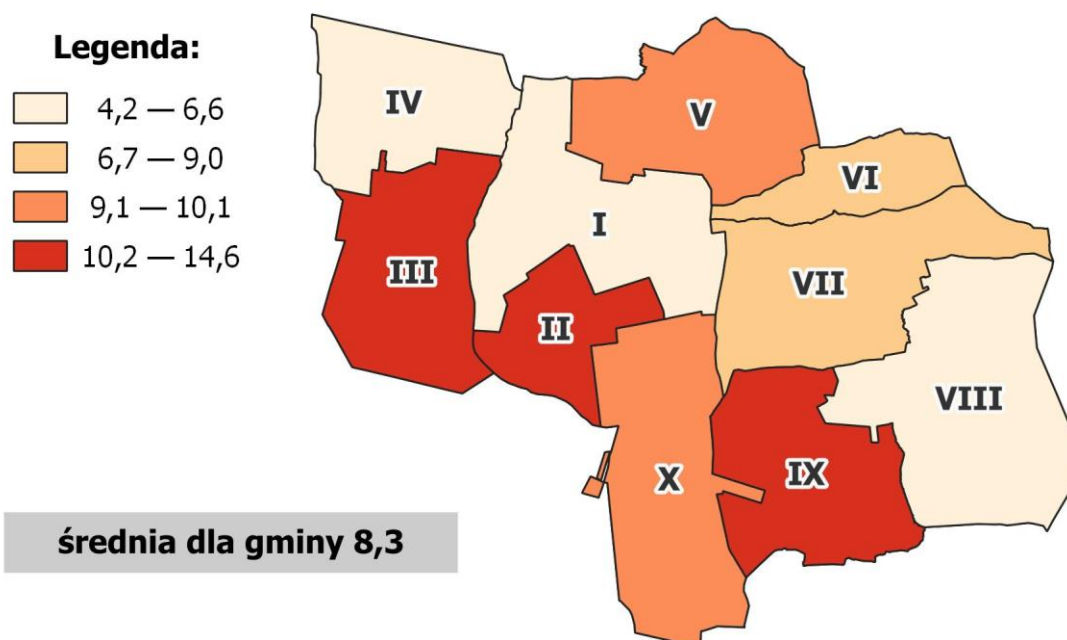 Legenda:
4,2 — 6,6
6,7 — 9,0
9,1 — 10,1
10,2 — 14,6
IV
V
VI
I
III
VII
II
VIII
X
IX
średnia dla gminy 8,3